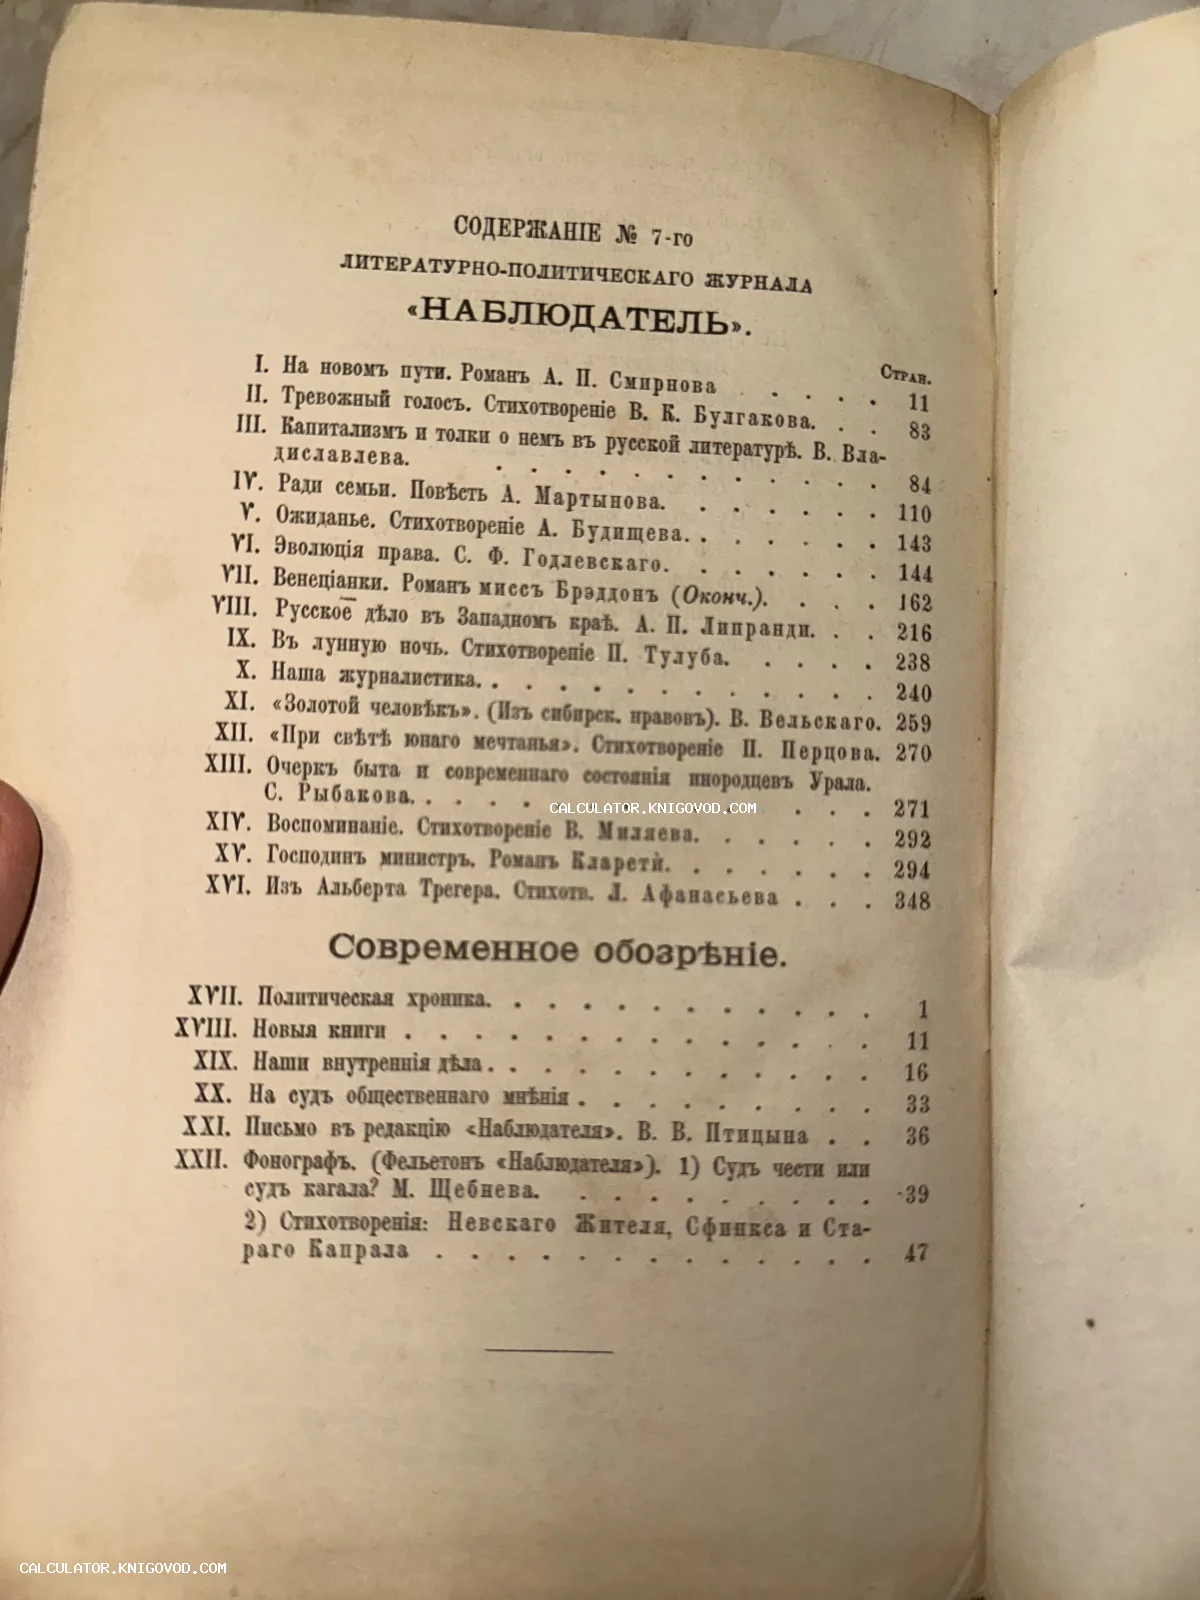 СОДЕРЖАНІЕ № 7-го
ЛИТЕРАТУРНО-ПОЛИТИЧЕСКАГО ЖУРНАЛА
«НАБЛЮДАТЕЛЬ».
Стран.
I. На новомъ пути. Романъ А. П. Смирнова . . . . 11
II. Тревожный голосъ. Стихотвореніе В. К. Булгакова. . . 83
III. Капитализмъ и толки о немъ въ русской литературѣ. В. Вла-
диславлева. . . . . . . . . . . . 84
IV. Ради семьи. Повѣсть А. Мартынова. . . . . . 110
V. Ожиданье. Стихотвореніе А. Будищева. . . . . . 143
VI. Эволюція права. С. Ф. Годлевскаго. . . . . . 144
VII. Венеціанки. Романъ миссъ Брэддонъ (Оконч.). . . . 162
VIII. Русское дѣло въ Западномъ краѣ. А. П. Липранди. . . 216
IX. Въ лунную ночь. Стихотвореніе П. Тулуба. . . . . 238
X. Наша журналистика. . . . . . . . . . . . 240
XI. «Золотой человѣкъ». (Изъ сибирск. нравовъ). В. Вельскаго. 259
XII. «При свѣтѣ юнаго мечтанья». Стихотвореніе П. Перцова. 270
XIII. Очеркъ быта и современнаго состоянія инородцевъ Урала.
С. Рыбакова. . . . . . . . . . 271
XIV. Воспоминаніе. Стихотвореніе В. Миляева. . . . . . 292
XV. Господинъ министръ. Романъ Кларети. . . . . . . 294
XVI. Изъ Альберта Трегера. Стихотв. Л. Аѳанасьева . . . 348
Современное обозрѣніе.
XVII. Политическая хроника. . . . . . . . . . . 1
XVIII. Новыя книги . . . . . . . . . . . . . . 11
XIX. Наши внутреннія дѣла. . . . . . . . . . . 16
XX. На судъ общественнаго мнѣнія . . . . . . . . . 33
XXI. Письмо въ редакцію «Наблюдателя». В. В. Птицына . . 36
XXII. Фонографъ. (Фельетонъ «Наблюдателя»). 1) Судъ чести или
судъ кагала? М. Щебнева. . . . . . . . . . 39
2) Стихотворенія: Невскаго Жителя, Сфинкса и Ста-
раго Капрала . . . . . . . . . . . . . 47
CALCULATOR.KNIGOVOD.COM
CALCULATOR.KNIGOVOD.COM